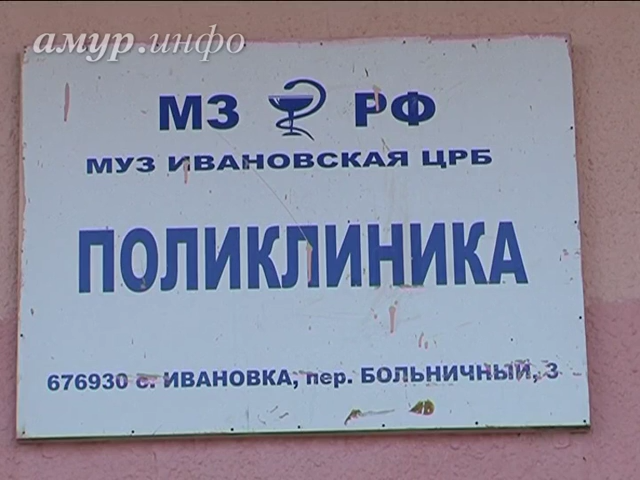 амур.инфо
МЗ РФ
МУЗ ИВАНОВСКАЯ ЦРБ
ПОЛИКЛИНИКА
676930 с. ИВАНОВКА, пер. БОЛЬНИЧНЫЙ, 3